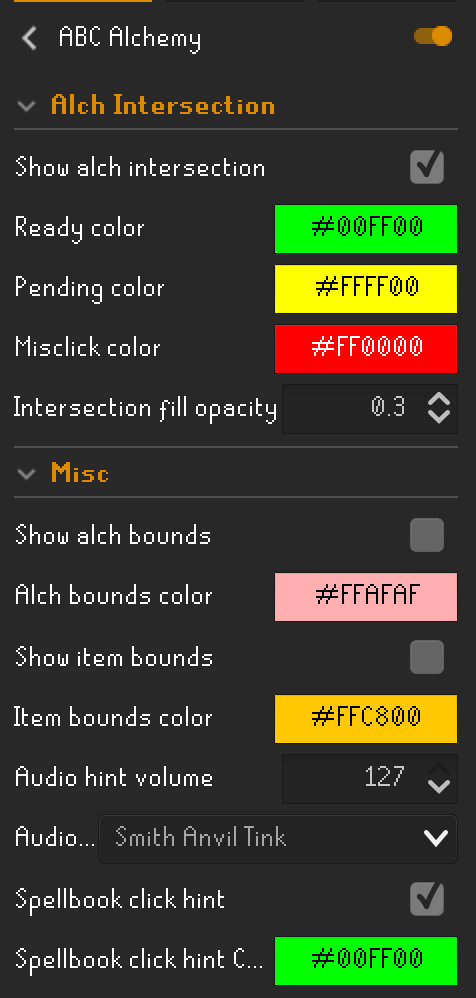 ABC Alchemy
Alch Intersection
Show alch intersection
Ready color #00FF00
Pending color #FFFF00
Misclick color #FF0000
Intersection fill opacity 0.3
Misc
Show alch bounds
Alch bounds color #FFAFAF
Show item bounds
Item bounds color #FFC800
Audio hint volume 127
Audio... Smith Anvil Tink
Spellbook click hint
Spellbook click hint C... #00FF00